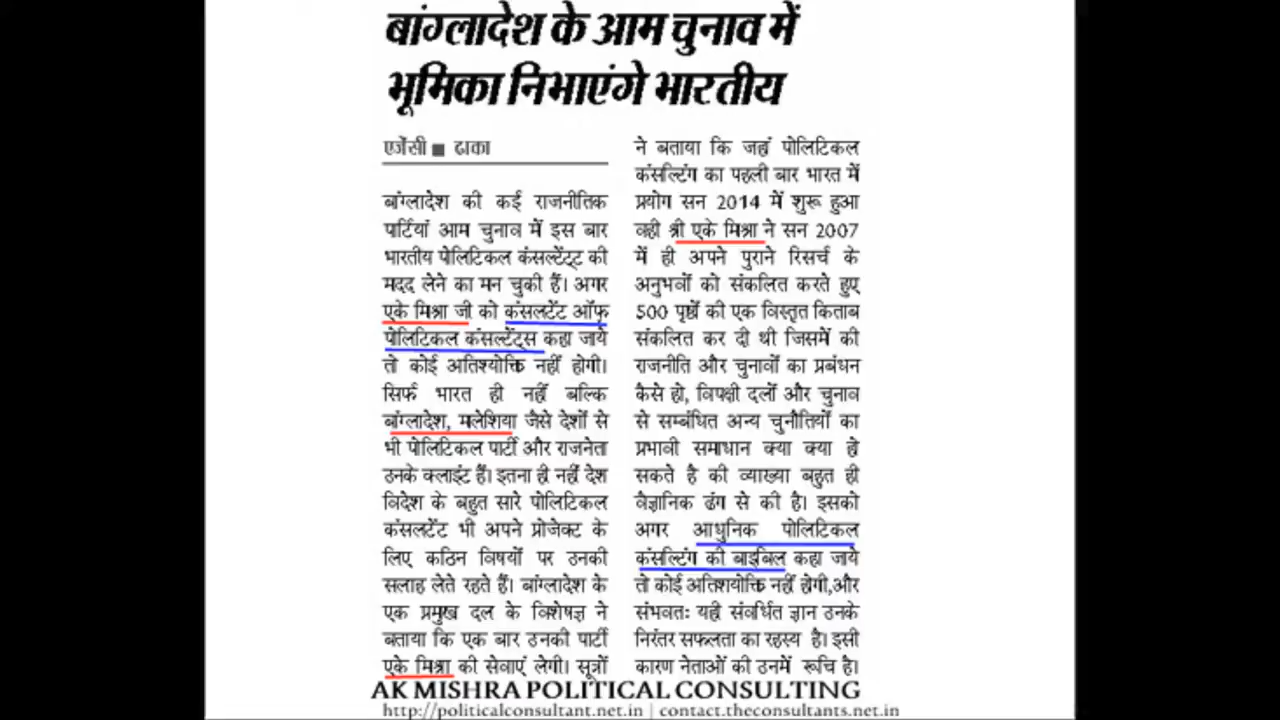 बांग्लादेश के आम चुनाव में
भूमिका निभाएंगे भारतीय
एजेंसी ■ ढाका
बांग्लादेश की कई राजनीतिक
पार्टियां आम चुनाव में इस बार
भारतीय पोलिटिकल कंसल्टेंट्ट की
मदद लेने का मन चुकी हैं। अगर
एके मिश्रा जी को कंसलटेंट ऑफ़
पोलिटिकल कंसल्टेंट्स कहा जाये
तो कोई अतिश्योक्ति नहीं होगी।
सिर्फ भारत ही नहीं बल्कि
बांग्लादेश, मलेशिया जैसे देशों से
भी पोलिटिकल पार्टी और राजनेता
उनके क्लाइंट हैं। इतना ही नहीं देश
विदेश के बहुत सारे पोलिटिकल
कंसलटेंट भी अपने प्रोजेक्ट के
लिए कठिन विषयों पर उनकी
सलाह लेते रहते हैं। बांग्लादेश के
एक प्रमुख दल के विशेषज्ञ ने
बताया कि एक बार उनकी पार्टी
एके मिश्रा की सेवाएं लेगी। सूत्रों
ने बताया कि जहां पोलिटिकल
कंसल्टिंग का पहली बार भारत में
प्रयोग सन 2014 में शुरू हुआ
वही श्री एके मिश्रा ने सन 2007
में ही अपने पुराने रिसर्च के
अनुभवों को संकलित करते हुए
500 पृष्ठों की एक विस्तृत किताब
संकलित कर दी थी जिसमें की
राजनीति और चुनावों का प्रबंधन
कैसे हो, विपक्षी दलों और चुनाव
से सम्बंधित अन्य चुनौतियों का
प्रभावी समाधान क्या क्या हो
सकते है की व्याख्या बहुत ही
वैज्ञानिक ढंग से की है। इसको
अगर आधुनिक पोलिटिकल
कंसल्टिंग की बाइबिल कहा जाये
तो कोई अतिशयोक्ति नहीं होगी,और
संभवतः यही संवर्धित ज्ञान उनके
निरंतर सफलता का रहस्य है। इसी
कारण नेताओं की उनमें रूचि है।
AK MISHRA POLITICAL CONSULTING
http://politicalconsultant.net.in | contact.theconsultants.net.in